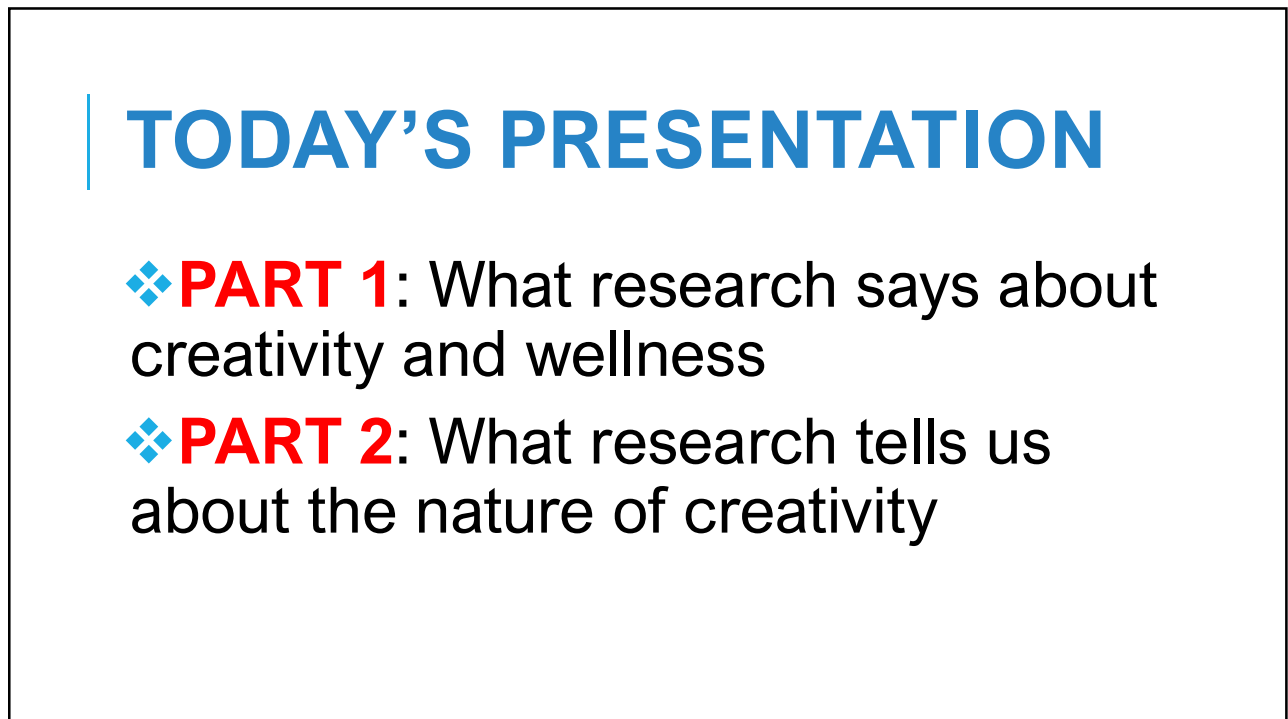 TODAY’S PRESENTATION
❖PART 1: What research says about
creativity and wellness
❖PART 2: What research tells us
about the nature of creativity